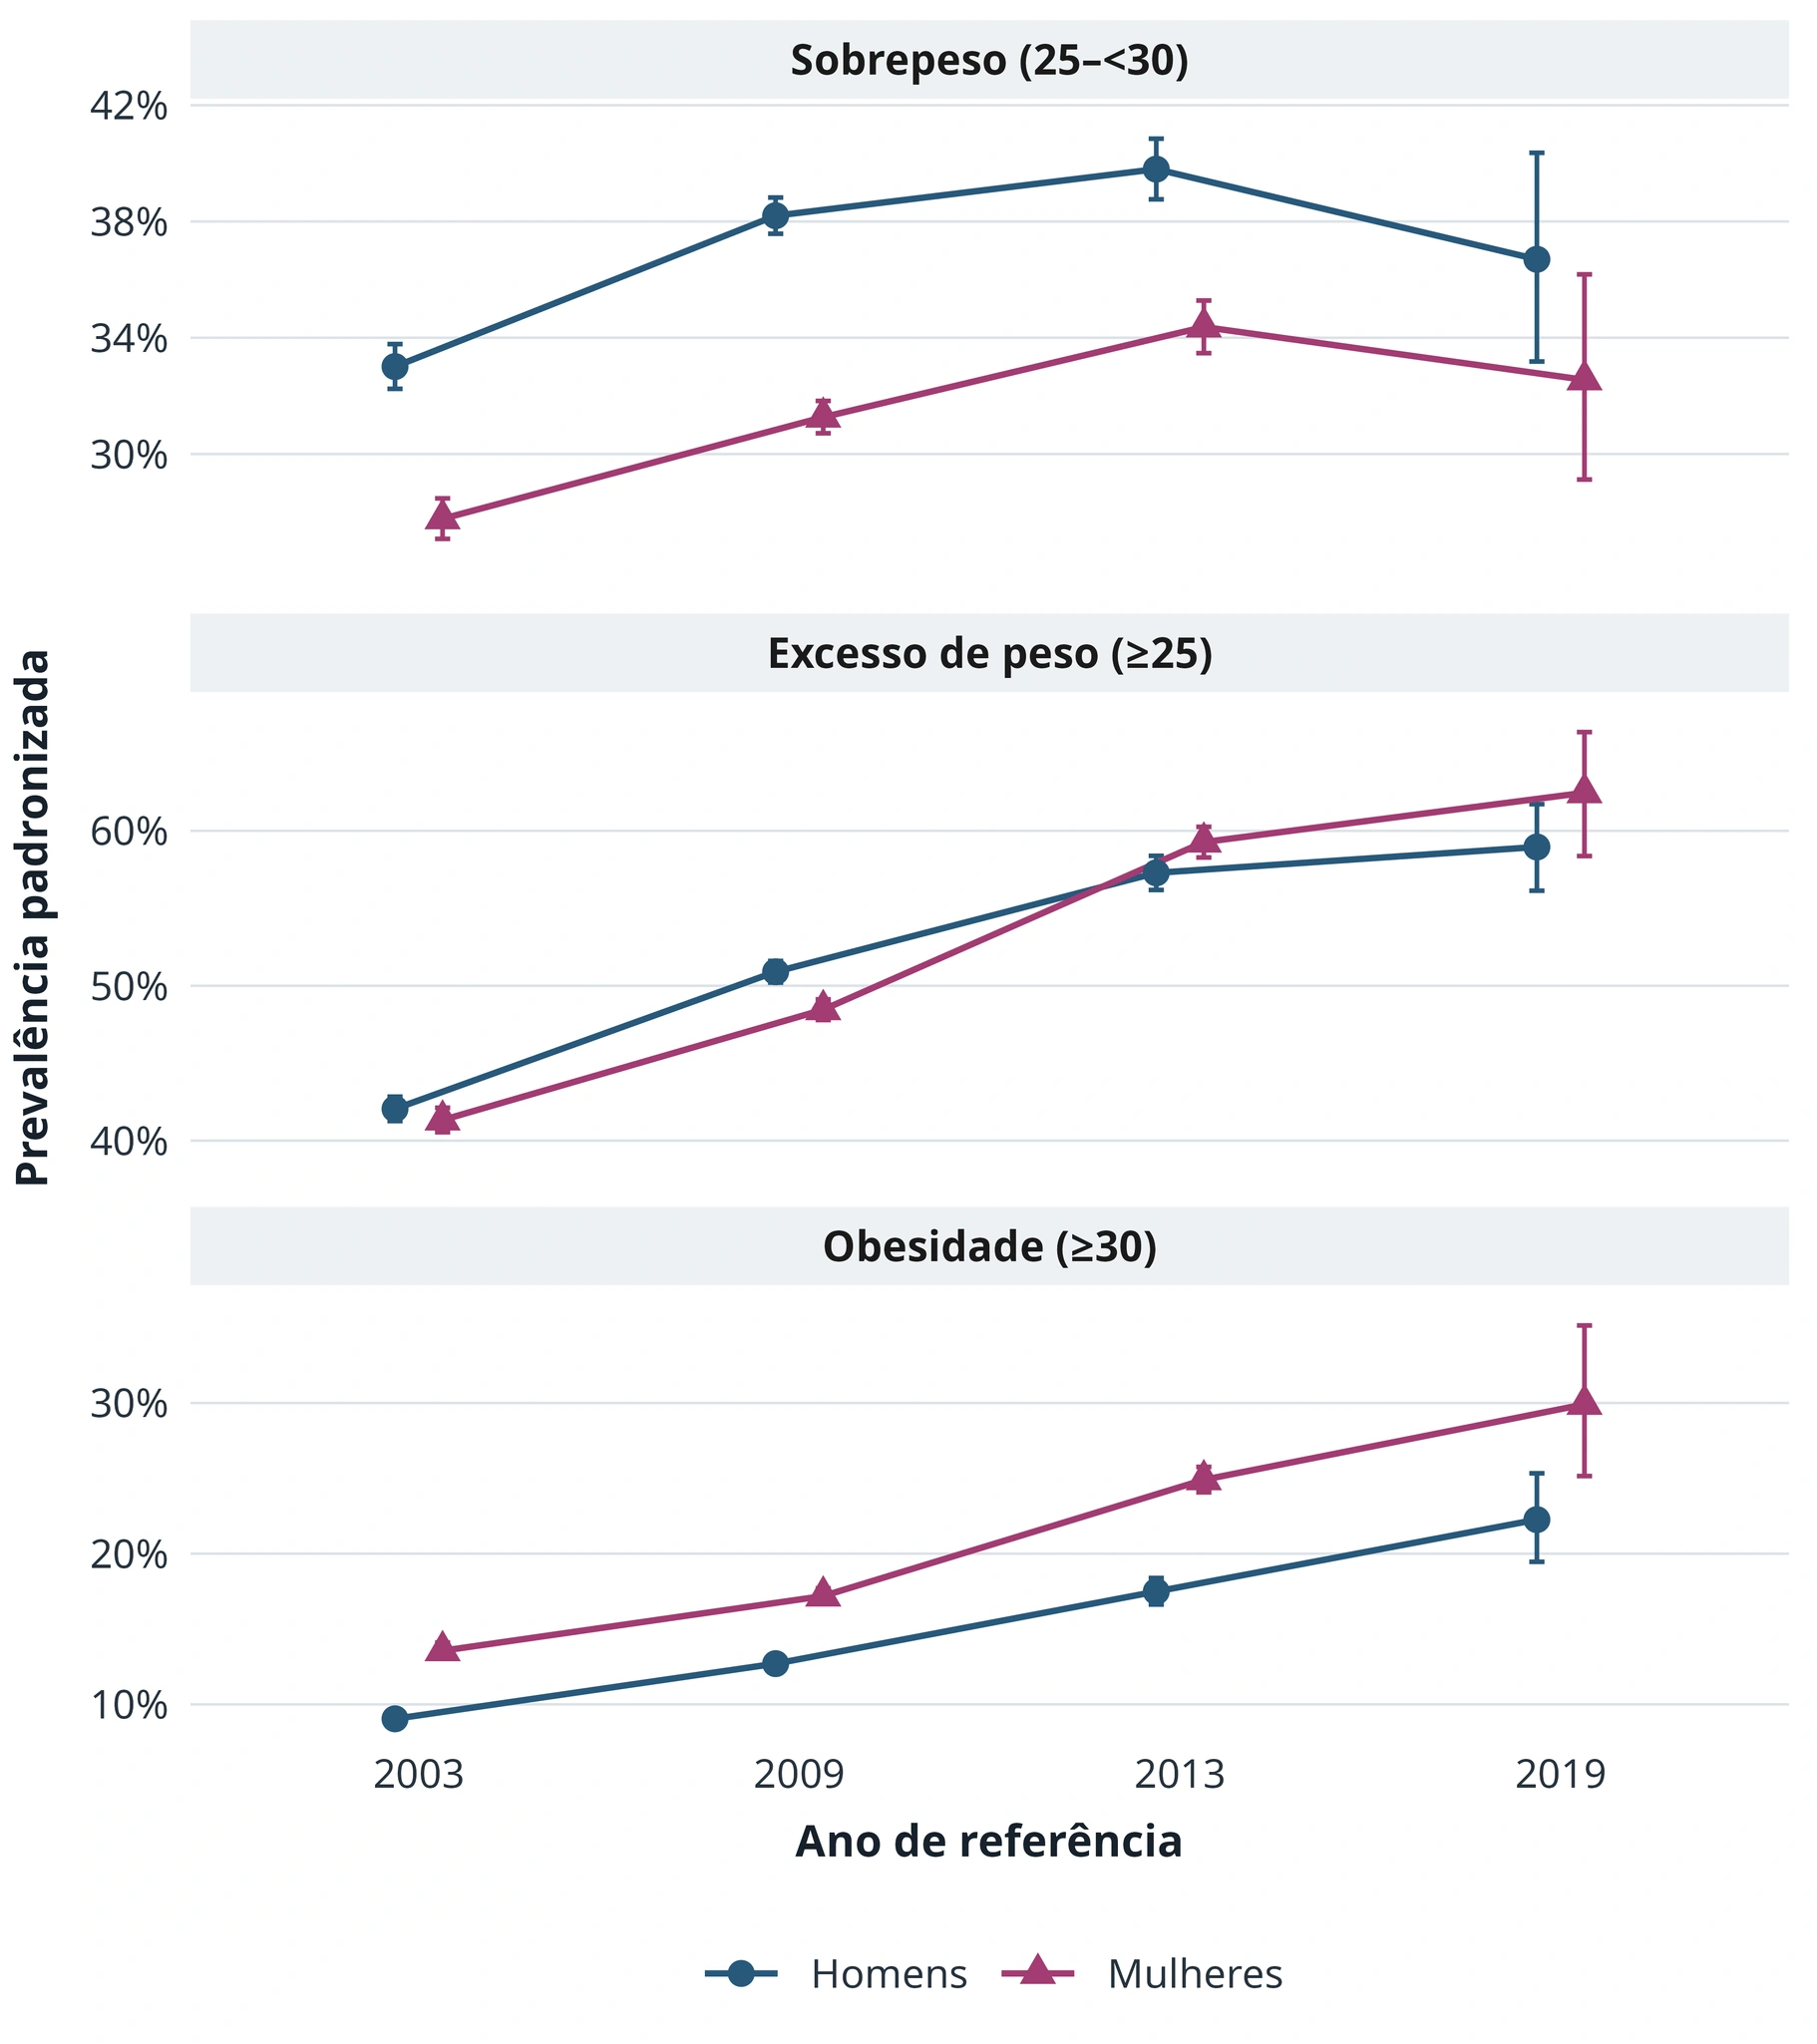 Sobrepeso (25–<30)
42%
38%
34%
30%
Prevalência padronizada
Excesso de peso (≥25)
60%
50%
40%
Obesidade (≥30)
30%
20%
10%
2003 2009 2013 2019
Ano de referência
Homens Mulheres